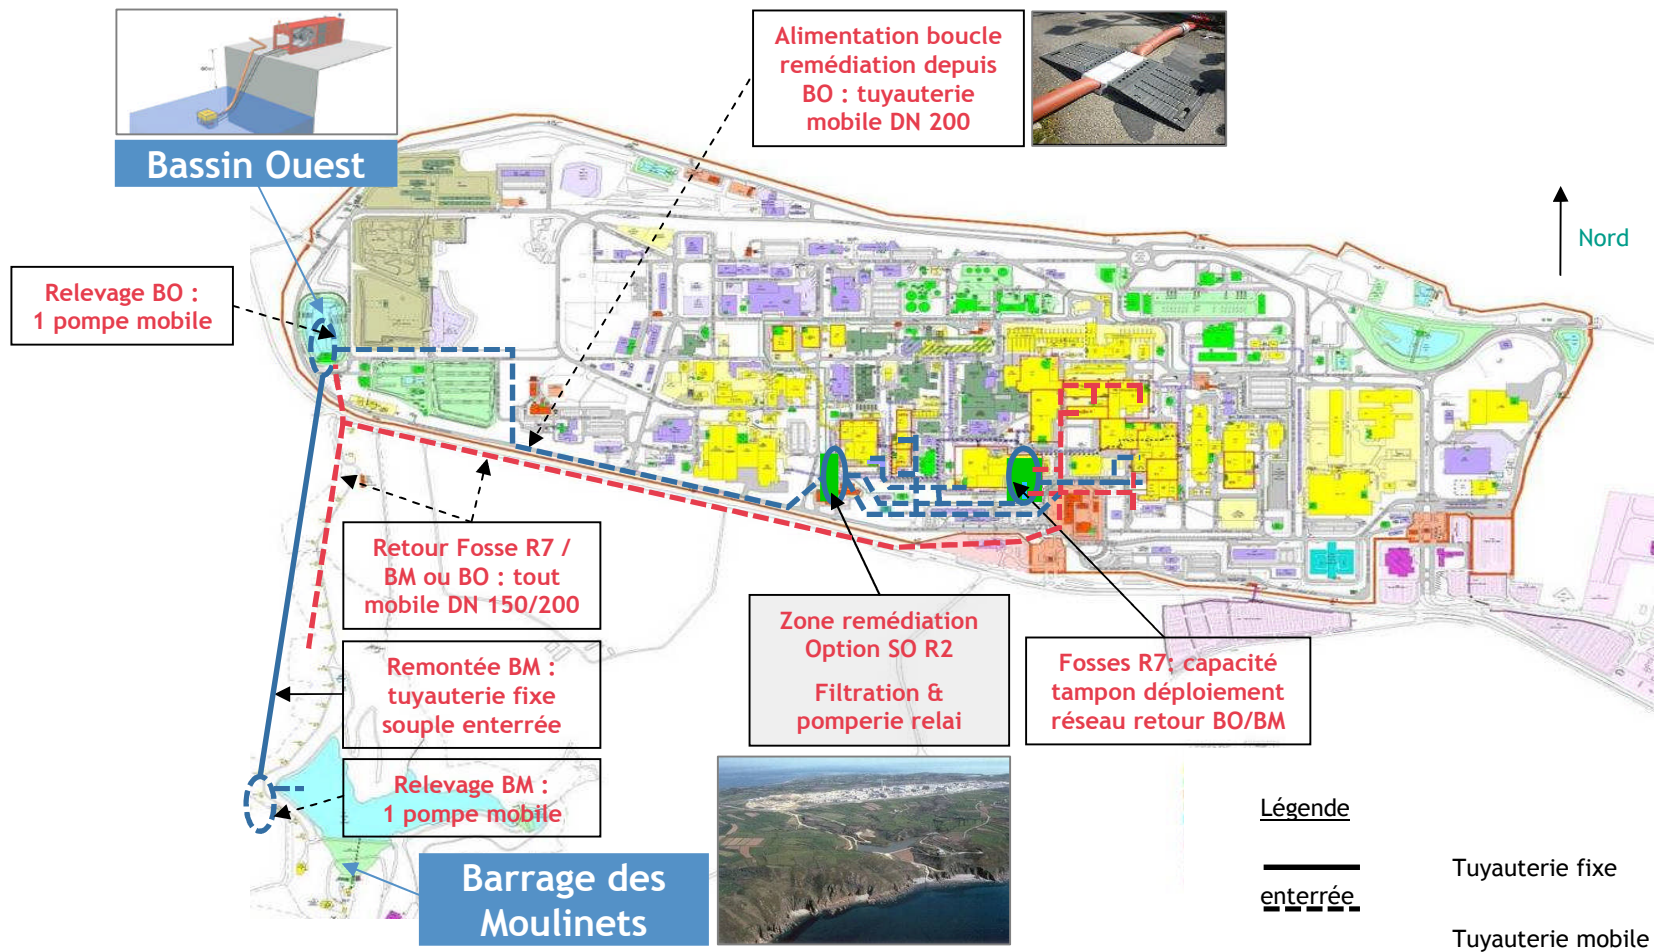 Bassin Ouest
Alimentation boucle
remédiation depuis
BO : tuyauterie
mobile DN 200
Nord
Relevage BO :
1 pompe mobile
Retour Fosse R7 /
BM ou BO : tout
mobile DN 150/200
Remontée BM :
tuyauterie fixe
souple enterrée
Relevage BM :
1 pompe mobile
Zone remédiation
Option SO R2
Filtration &
pomperie relai
Fosses R7: capacité
tampon déploiement
réseau retour BO/BM
Barrage des
Moulinets
Légende
Tuyauterie fixe
enterrée
Tuyauterie mobile